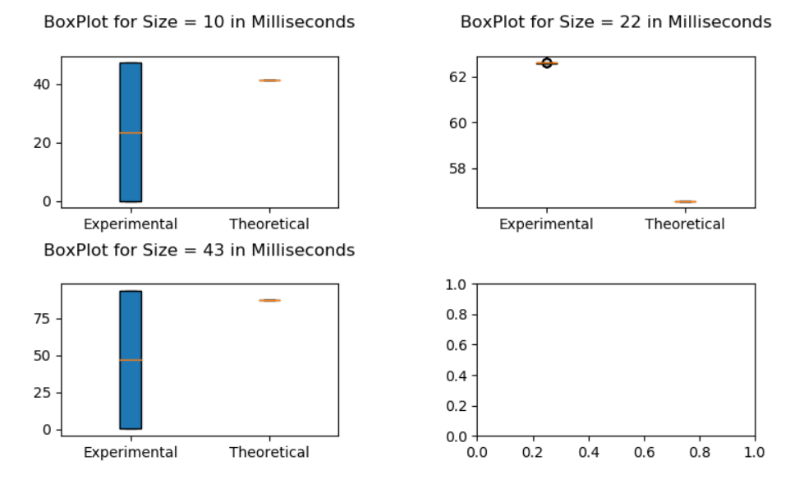 BoxPlot for Size = 10 in Milliseconds
40
20
0
Experimental Theoretical
BoxPlot for Size = 22 in Milliseconds
62
60
58
Experimental Theoretical
BoxPlot for Size = 43 in Milliseconds
75
50
25
0
Experimental Theoretical
1.0
0.8
0.6
0.4
0.2
0.0
0.0 0.2 0.4 0.6 0.8 1.0